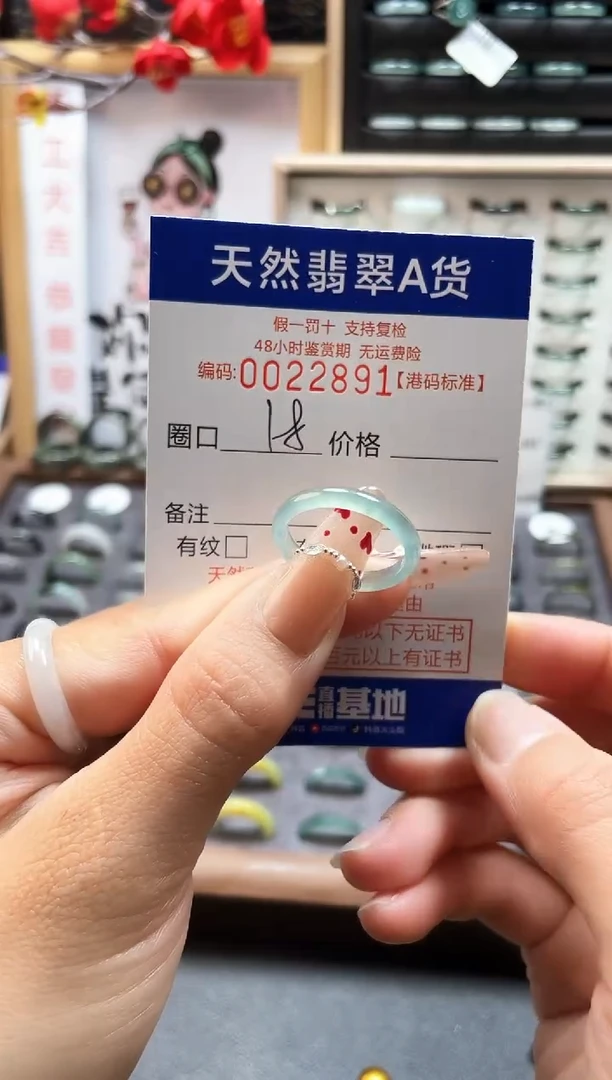 天然翡翠A货
假一罚十 支持复检
48小时鉴赏期 无运费险
编码:0022891【港码标准】
圈口 18 价格
备注
有纹□
以下无证书
元以上有证书
直播基地